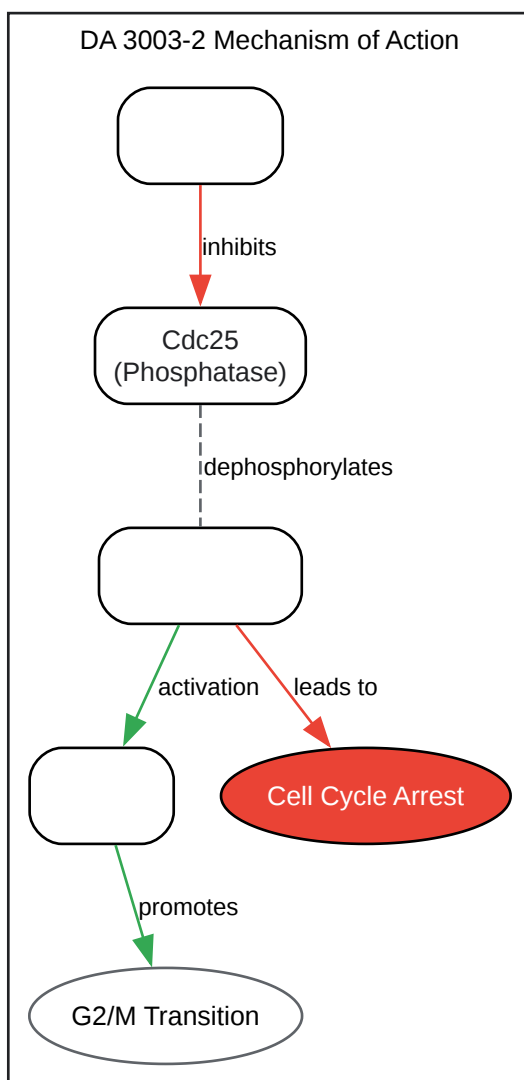 DA 3003-2 Mechanism of Action
inhibits
Cdc25
(Phosphatase)
dephosphorylates
activation
leads to
Cell Cycle Arrest
promotes
G2/M Transition